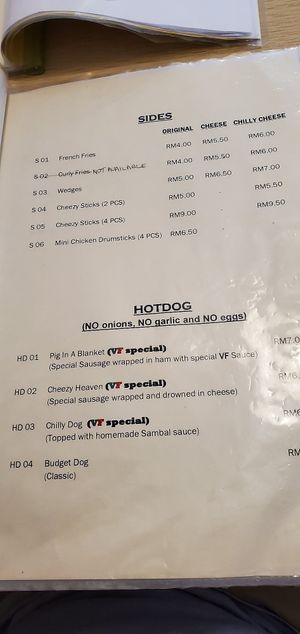 SIDES
ORIGINAL CHEESE CHILLY CHEESE
S 01 French Fries RM4.00 RM5.50 RM6.00
S 02 Curly Fries NOT AVAILABLE RM4.00 RM5.50 RM6.00
S 03 Wedges RM5.00 RM6.50 RM7.00
S 04 Cheezy Sticks (2 PCS) RM5.00 - RM5.50
S 05 Cheezy Sticks (4 PCS) RM9.00 - RM9.50
S 06 Mini Chicken Drumsticks (4 PCS) RM6.50 -
HOTDOG
(NO onions, NO garlic and NO eggs)
HD 01 Pig In A Blanket (VF special) RM7.0
(Special Sausage wrapped in ham with special VF Sauce)
HD 02 Cheezy Heaven (VF special) RM6.
(Special sausage wrapped and drowned in cheese)
HD 03 Chilly Dog (VF special) RM6
(Topped with homemade Sambal sauce)
HD 04 Budget Dog RM
(Classic)